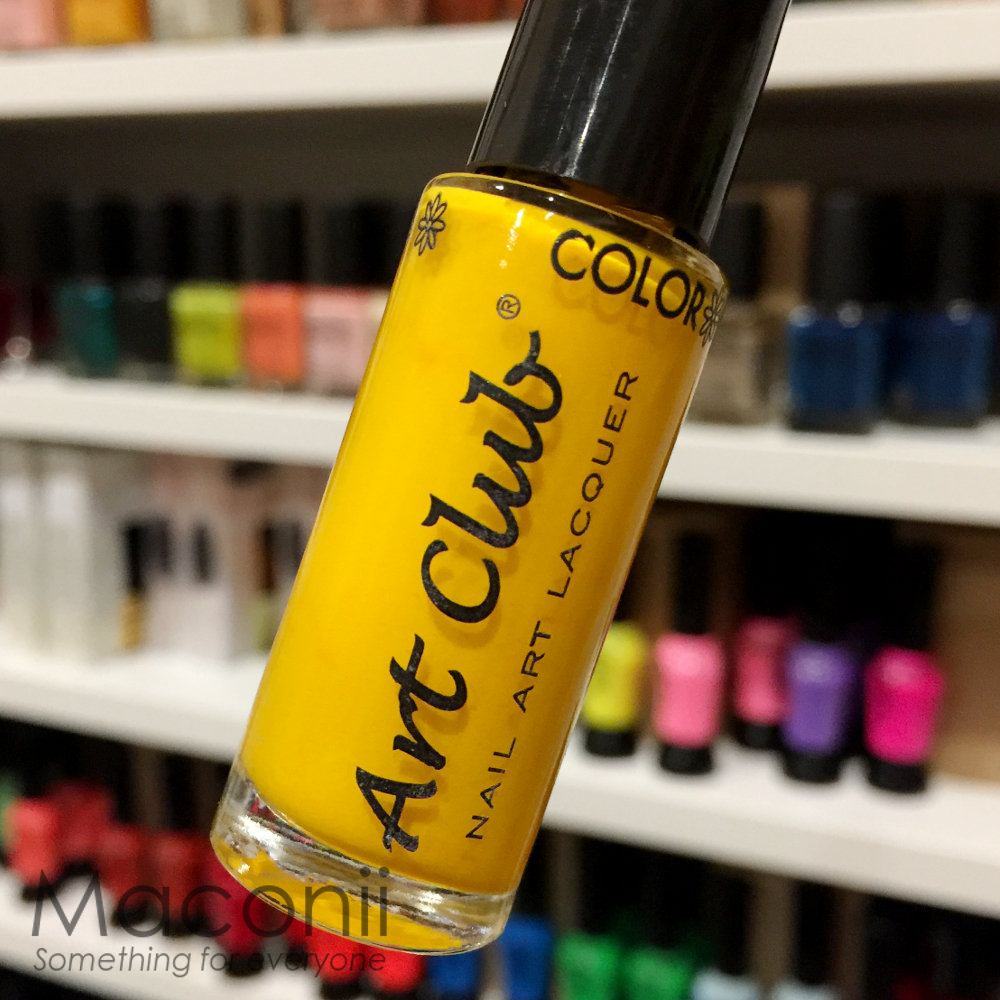 COLOR
Art Club®
NAIL ART LACQUER
Maconii
Something for everyone